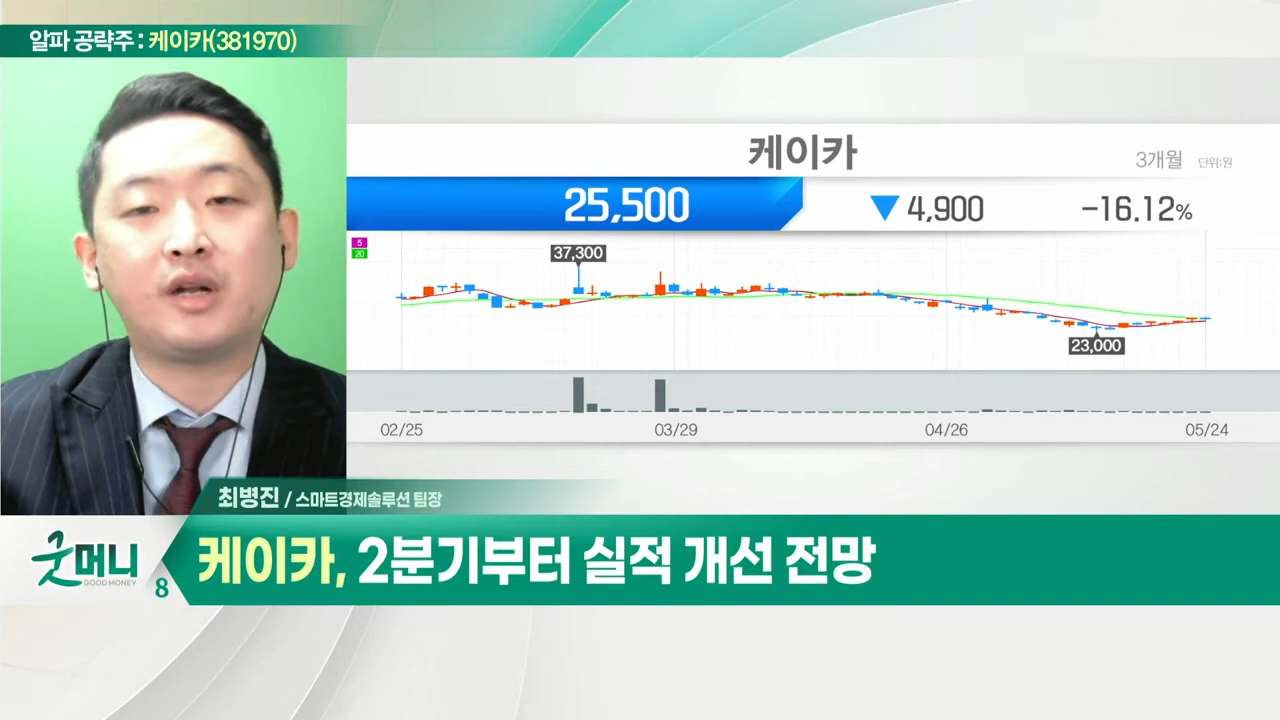 알파 공략주 : 케이카(381970)
케이카
3개월 단위:원
25,500 ▼ 4,900 -16.12%
5
20
37,300
23,000
02/25 03/29 04/26 05/24
최병진 / 스마트경제솔루션 팀장
굿머니
GOOD MONEY
8
케이카, 2분기부터 실적 개선 전망